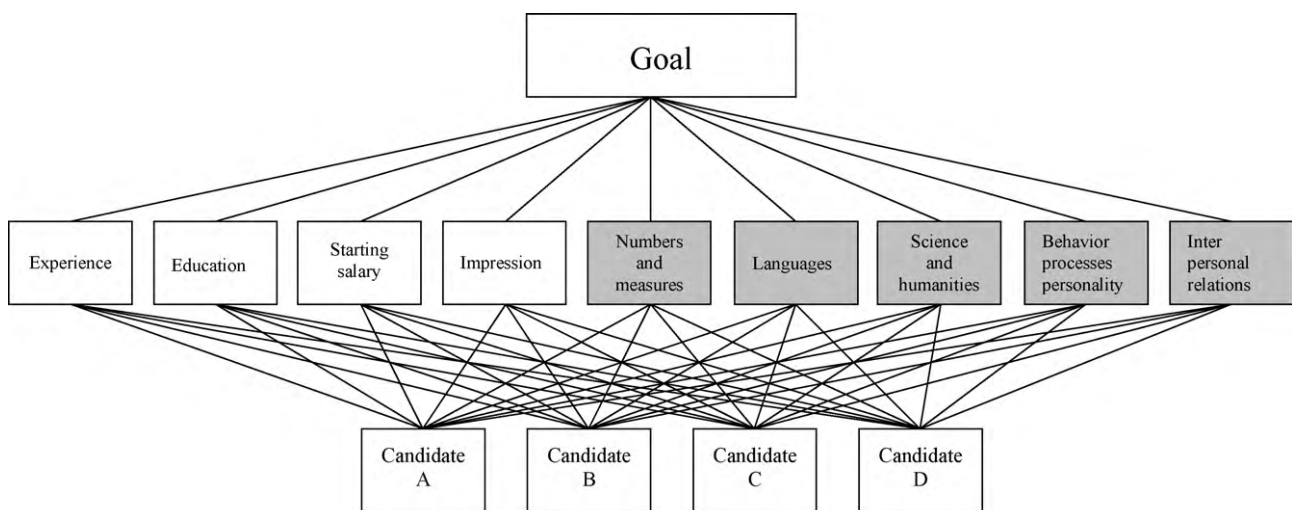 Goal
Experience
Education
Starting
salary
Impression
Numbers
and
measures
Languages
Science
and
humanities
Behavior
processes
personality
Inter
personal
relations
Candidate
A
Candidate
B
Candidate
C
Candidate
D